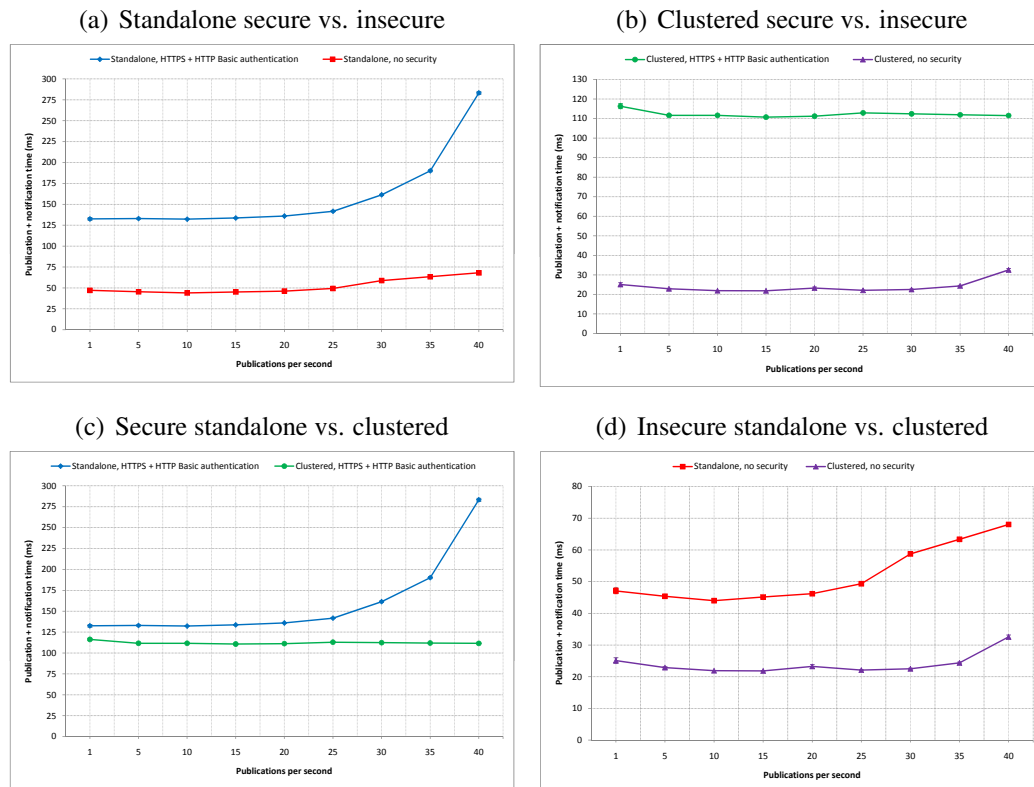 (a) Standalone secure vs. insecure
Standalone, HTTPS + HTTP Basic authentication
Standalone, no security
Publication + notification time (ms)
300
275
250
225
200
175
150
125
100
75
50
25
0
1 5 10 15 20 25 30 35 40
Publications per second
(b) Clustered secure vs. insecure
Clustered, HTTPS + HTTP Basic authentication
Clustered, no security
Publication + notification time (ms)
130
120
110
100
90
80
70
60
50
40
30
20
10
0
1 5 10 15 20 25 30 35 40
Publications per second
(c) Secure standalone vs. clustered
Standalone, HTTPS + HTTP Basic authentication
Clustered, HTTPS + HTTP Basic authentication
Publication + notification time (ms)
300
275
250
225
200
175
150
125
100
75
50
25
0
1 5 10 15 20 25 30 35 40
Publications per second
(d) Insecure standalone vs. clustered
Standalone, no security
Clustered, no security
Publication + notification time (ms)
80
70
60
50
40
30
20
10
0
1 5 10 15 20 25 30 35 40
Publications per second